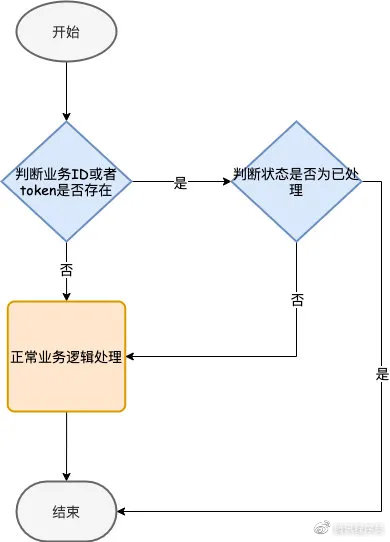 开始
判断业务ID或者
token是否存在
是
判断状态是否为已处
理
否
否
正常业务逻辑处理
是
结束